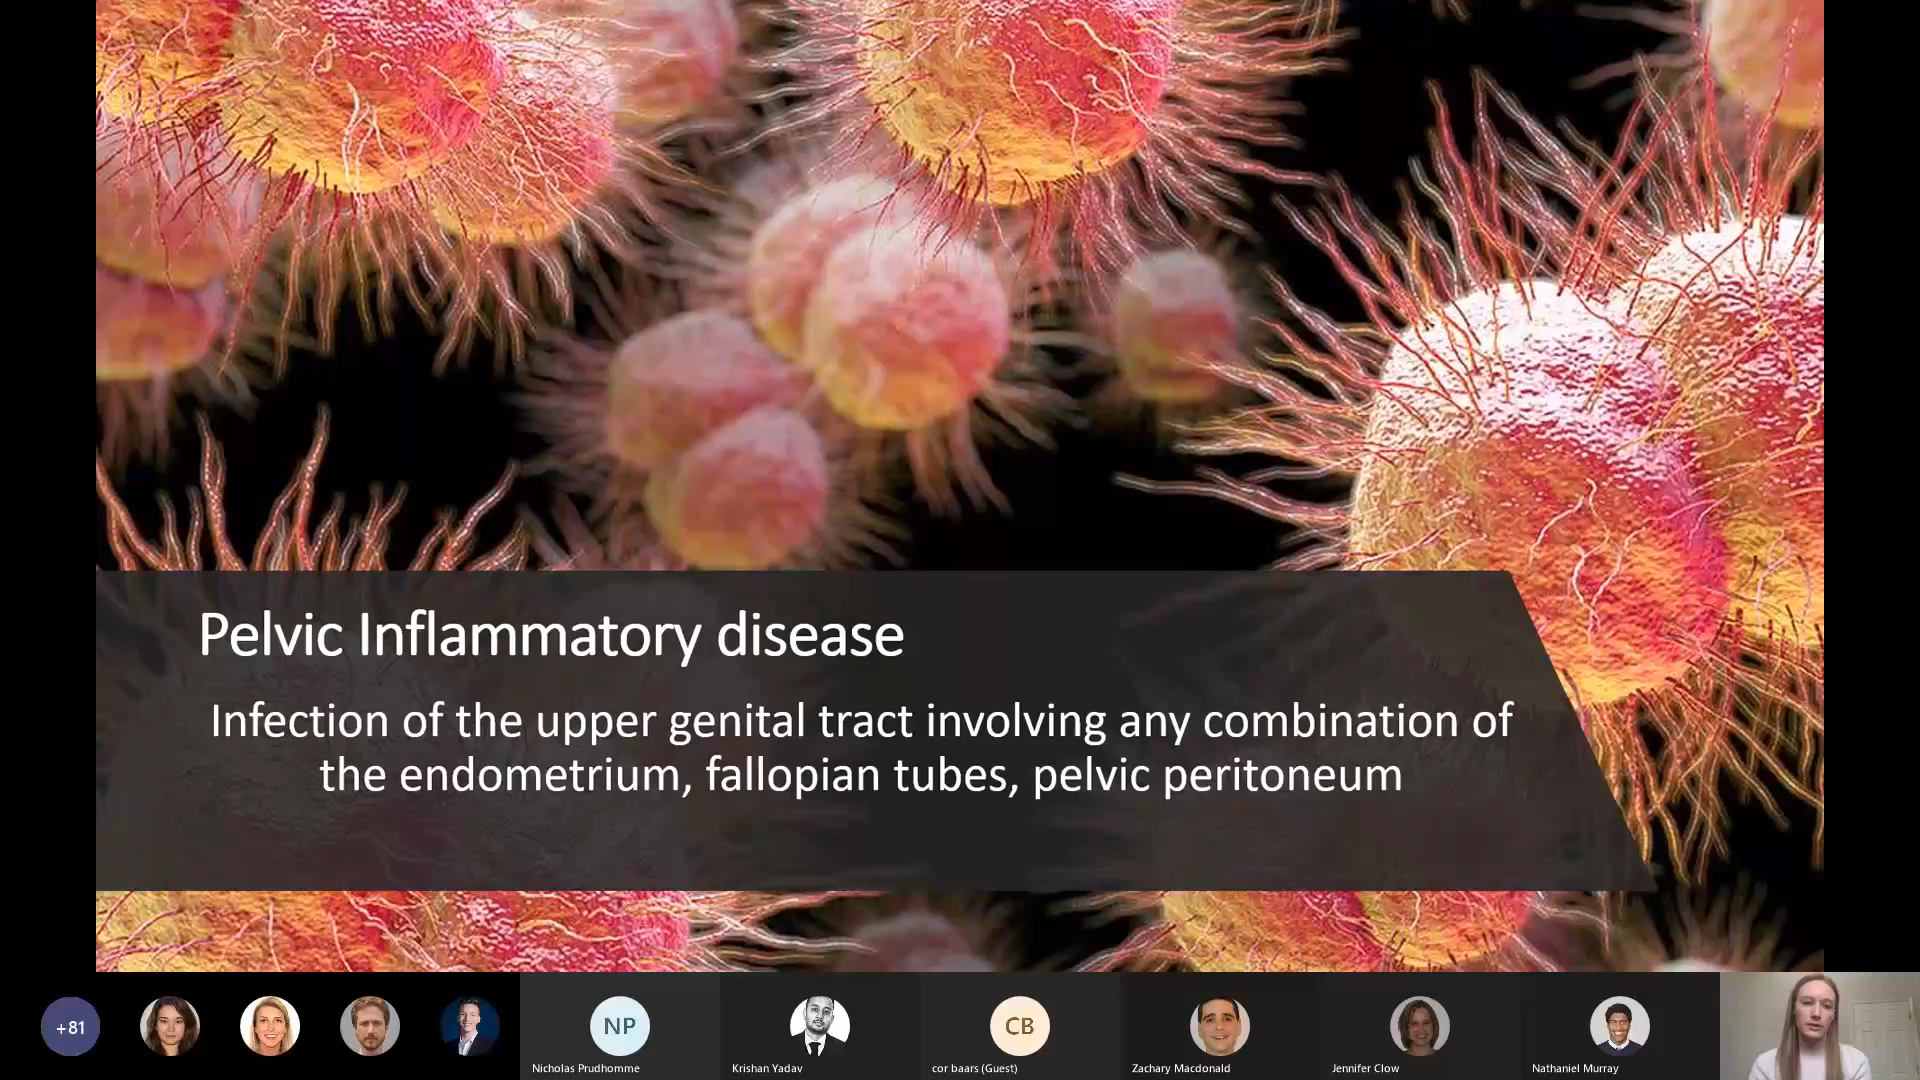 Pelvic Inflammatory disease
Infection of the upper genital tract involving any combination of
the endometrium, fallopian tubes, pelvic peritoneum
+81
NP
CB
Nicholas Prudhomme
Krishan Yadav
cor baars (Guest)
Zachary Macdonald
Jennifer Clow
Nathaniel Murray